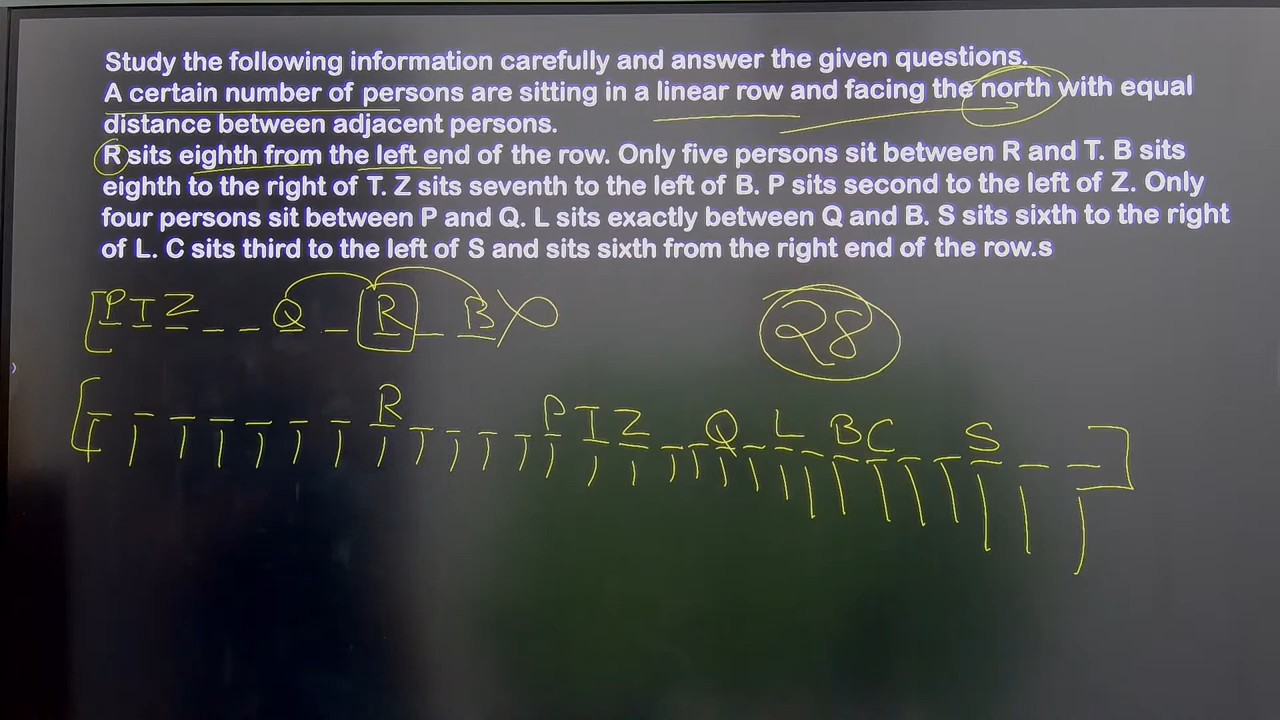 Study the following information carefully and answer the given questions.
A certain number of persons are sitting in a linear row and facing the north with equal
distance between adjacent persons.
R sits eighth from the left end of the row. Only five persons sit between R and T. B sits
eighth to the right of T. Z sits seventh to the left of B. P sits second to the left of Z. Only
four persons sit between P and Q. L sits exactly between Q and B. S sits sixth to the right
of L. C sits third to the left of S and sits sixth from the right end of the row.s
P T Z _ _ Q _ R _ B
28
R P T Z Q L B C S